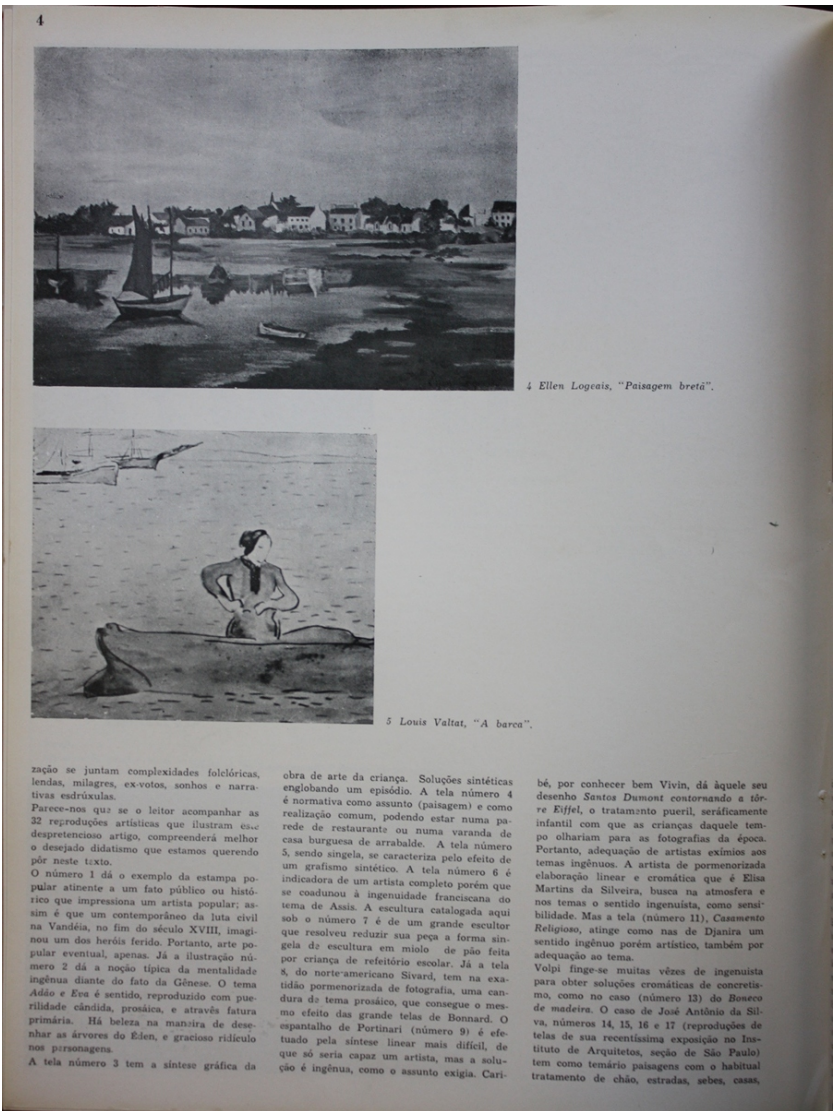 4
4 Ellen Logeais, "Paisagem bretã".
5 Louis Valtat, "A barca".
zação se juntam complexidades folclóricas,
lendas, milagres, ex-votos, sonhos e narra-
tivas esdrúxulas.
Parece-nos que se o leitor acompanhar as
32 reproduções artísticas que ilustram este
despretencioso artigo, compreenderá melhor
o desejado didatismo que estamos querendo
pôr neste texto.
O número 1 dá o exemplo da estampa po-
pular atinente a um fato público ou histó-
rico que impressiona um artista popular; as-
sim é que um contemporâneo da luta civil
na Vandéia, no fim do século XVIII, imagi-
nou um dos heróis ferido. Portanto, arte po-
pular eventual, apenas. Já a ilustração nú-
mero 2 dá a noção típica da mentalidade
ingênua diante do fato da Gênese. O tema
Adão e Eva é sentido, reproduzido com pue-
rilidade cândida, prosáica, e através fatura
primária. Há beleza na maneira de dese-
nhar as árvores do Éden, e gracioso ridículo
nos personagens.
A tela número 3 tem a síntese gráfica da
obra de arte da criança. Soluções sintéticas
englobando um episódio. A tela número 4
é normativa como assunto (paisagem) e como
realização comum, podendo estar numa pa-
rede de restaurante ou numa varanda de
casa burguesa de arrabalde. A tela número
5, sendo singela, se caracteriza pelo efeito de
um grafismo sintético. A tela número 6 é
indicadora de um artista completo porém que
se coadunou à ingenuidade franciscana do
tema de Assis. A escultura catalogada aqui
sob o número 7 é de um grande escultor
que resolveu reduzir sua peça a forma sin-
gela de escultura em miolo de pão feita
por criança de refeitório escolar. Já a tela
8, do norte-americano Sivard, tem na exa-
tidão pormenorizada de fotografia, uma can-
dura de tema prosáico, que consegue o mes-
mo efeito das grande telas de Bonnard. O
espantalho de Portinari (número 9) é efe-
tuado pela síntese linear mais difícil, de
que só seria capaz um artista, mas a solu-
ção é ingênua, como o assunto exigia. Cari-
bé, por conhecer bem Vivin, dá àquele seu
desenho Santos Dumont contornando a tôr-
re Eiffel, o tratamento pueril, seráficamente
infantil com que as crianças daquele tem-
po olhariam para as fotografias da época.
Portanto, adequação de artistas exímios aos
temas ingênuos. A artista de pormenorizada
elaboração linear e cromática que é Elisa
Martins da Silveira, busca na atmosfera e
nos temas o sentido ingenuísta, como sensi-
bilidade. Mas a tela (número 11), Casamento
Religioso, atinge como nas de Djanira um
sentido ingênuo porém artístico, também por
adequação ao tema.
Volpi finge-se muitas vêzes de ingenuista
para obter soluções cromáticas de concretis-
mo, como no caso (número 13) do Boneco
de madeira. O caso de José Antônio da Sil-
va, números 14, 15, 16 e 17 (reproduções de
telas de sua recentíssima exposição no Ins-
tituto de Arquitetos, seção de São Paulo)
tem como temário paisagens com o habitual
tratamento de chão, estradas, sebes, casas,